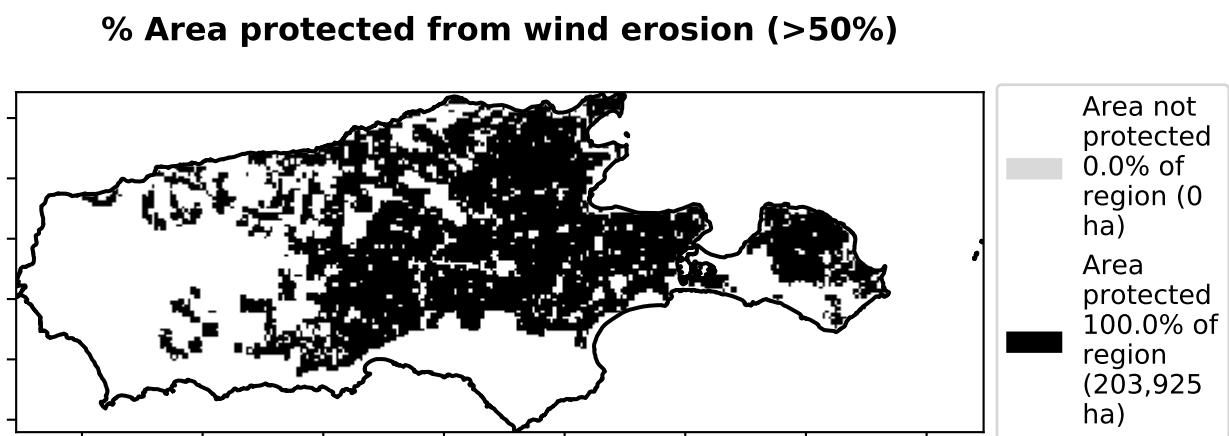 % Area protected from wind erosion (>50%)
Area not
protected
0.0% of
region (0
ha)
Area
protected
100.0% of
region
(203,925
ha)